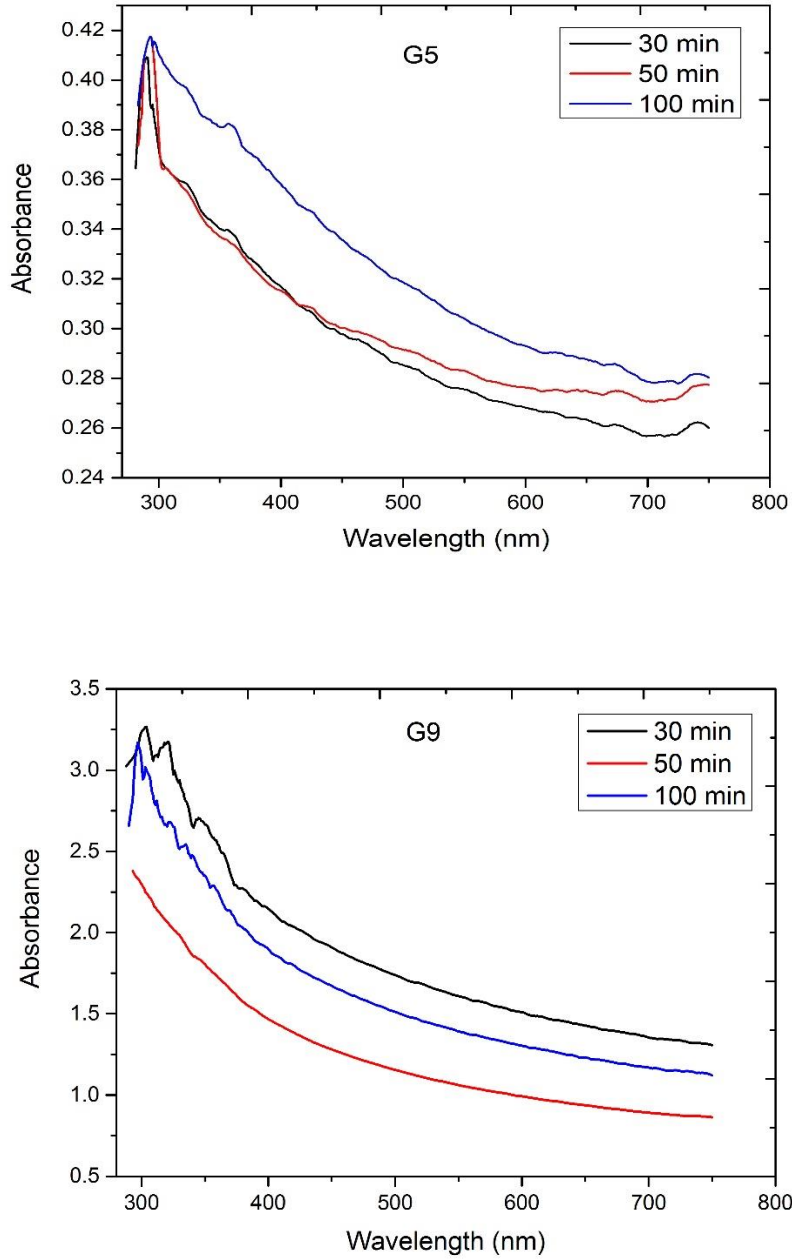 G5
30 min
50 min
100 min
Absorbance
0.42
0.40
0.38
0.36
0.34
0.32
0.30
0.28
0.26
0.24
300 400 500 600 700 800
Wavelength (nm)
G9
30 min
50 min
100 min
Absorbance
3.5
3.0
2.5
2.0
1.5
1.0
0.5
300 400 500 600 700 800
Wavelength (nm)